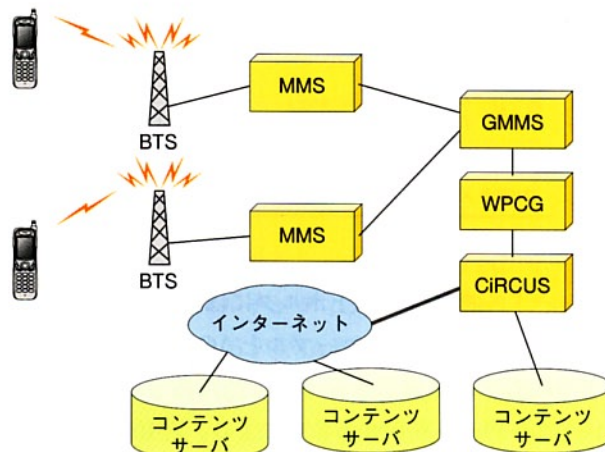 MMS
BTS
GMMS
WPCG
MMS
BTS
CiRCUS
インターネット
コンテンツ
サーバ
コンテンツ
サーバ
コンテンツ
サーバ